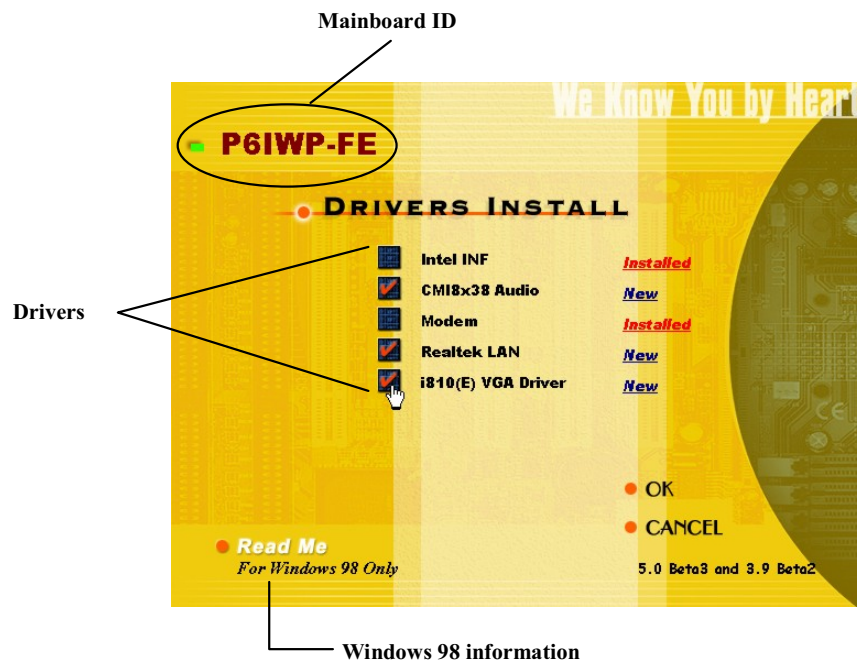 Mainboard ID
We Know You by Heart
P6IWP-FE
DRIVERS INSTALL
Intel INF Installed
CMI8x38 Audio New
Modem Installed
Realtek LAN New
i810(E) VGA Driver New
Drivers
OK
CANCEL
Read Me
For Windows 98 Only
5.0 Beta3 and 3.9 Beta2
Windows 98 information